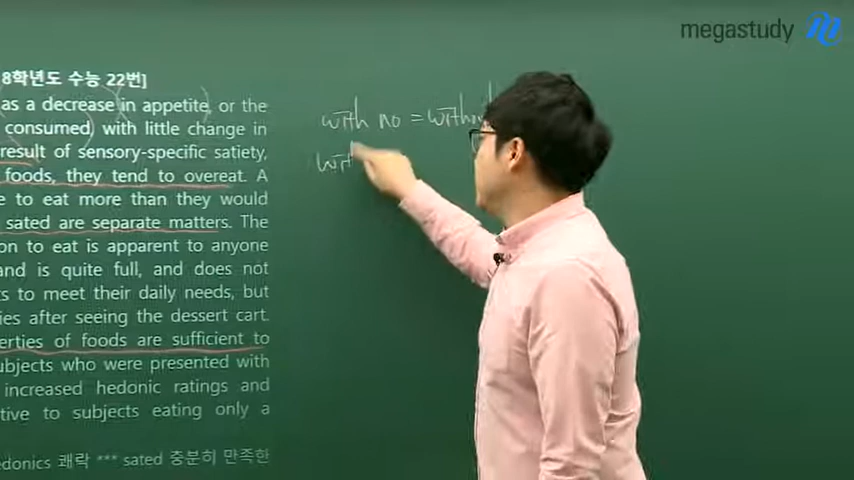 megastudy
8학년도 수능 22번]
as a decrease in appetite, or the
consumed) with little change in
result of sensory-specific satiety,
foods, they tend to overeat. A
e to eat more than they would
sated are separate matters. The
on to eat is apparent to anyone
and is quite full, and does not
s to meet their daily needs, but
ies after seeing the dessert cart.
erties of foods are sufficient to
ubjects who were presented with
increased hedonic ratings and
tive to subjects eating only a
edonics 쾌락 *** sated 충분히 만족한
with no = with
wit